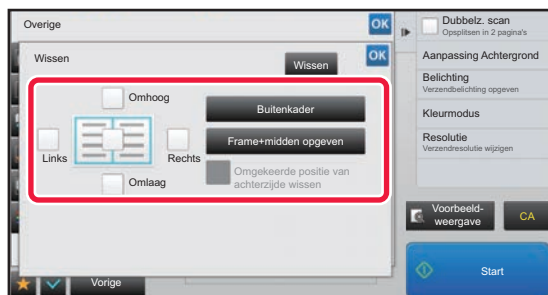 Overige
OK
Wissen
Wissen
OK
Omhoog
Links
Rechts
Omlaag
Buitenkader
Frame+midden opgeven
Omgekeerde positie van
achterzijde wissen
Vorige
Dubbelz. scan
Opsplitsen in 2 pagina's
Aanpassing Achtergrond
Belichting
Verzendbelichting opgeven
Kleurmodus
Resolutie
Verzendresolutie wijzigen
Voorbeeld-
weergave
CA
Start